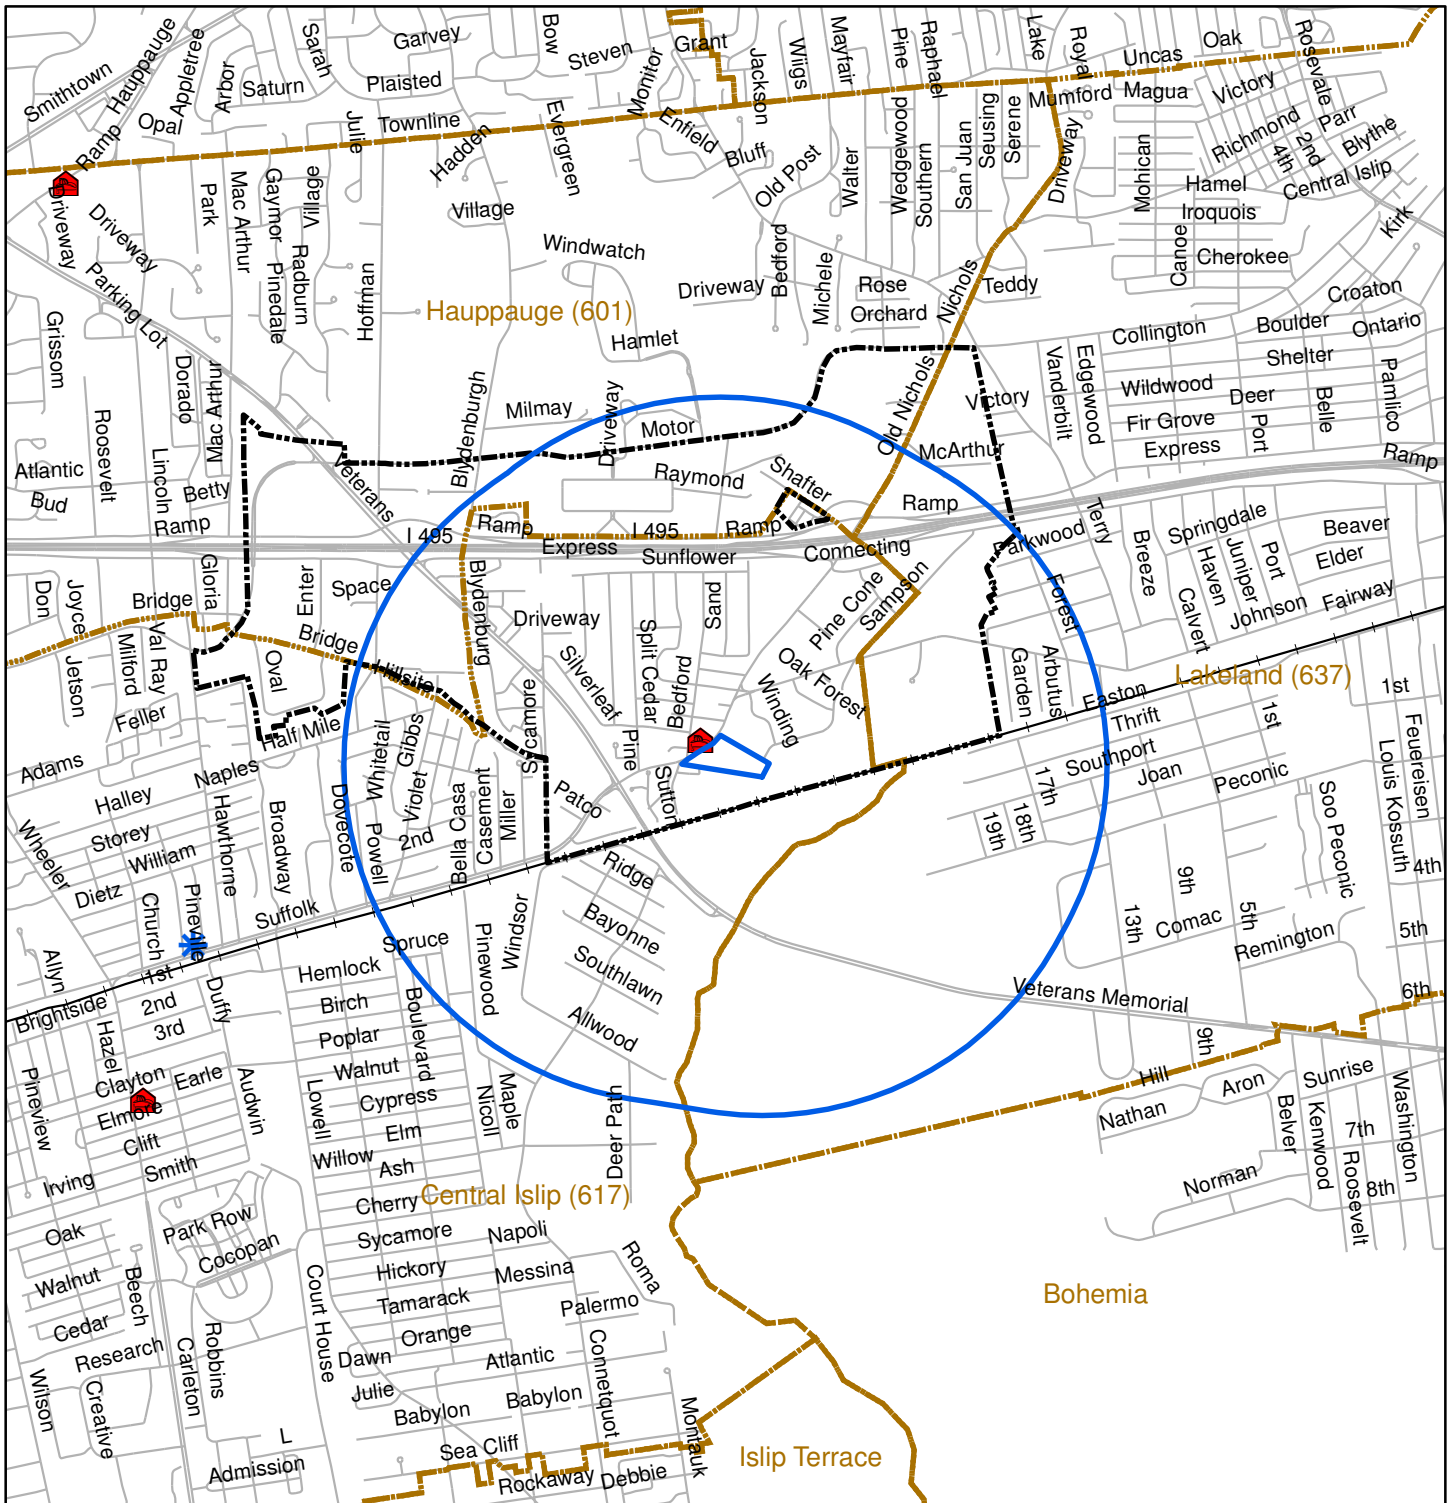 Smithtown
Hauppauge
Appletree
Arbor
Sarah
Saturn
Garvey
Plaisted
Bow
Steven
Monitor
Grant
Jackson
Wiigs
Mayfair
Pine
Raphael
Lake
Royal
Uncas
Oak
Rosevale
Ramp
Opal
Julie
Townline
Hadden
Evergreen
Enfield
Bluff
Old Post
Walter
Wedgewood
Southern
San Juan
Seusing
Serene
Mumford
Magua
Victory
Driveway
Mohican
Richmond
4th
2nd
Parr
Blythe
Central Islip
Hamel
Iroquois
Kirk
Canoe
Cherokee
Driveway
Driveway
Park
Mac Arthur
Gaymor
Pinedale
Village
Radburn
Hoffman
Village
Windwatch
Driveway
Bedford
Michele
Rose
Orchard
Nichols
Teddy
Parking Lot
Grissom
Hauppauge (601)
Hamlet
Croaton
Collington
Boulder
Ontario
Shelter
Wildwood
Deer
Fir Grove
Express
Port
Belle
Pamlico
Ramp
Vanderbilt
Edgewood
Victory
Old Nichols
McArthur
Dorado
Mac Arthur
Roosevelt
Lincoln
Betty
Atlantic
Bud
Ramp
Blydenburgh
Milmay
Driveway
Motor
Raymond
Shafter
Veterans
I 495
Ramp
Express
I 495
Sunflower
Ramp
Connecting
Ramp
Parkwood
Terry
Springdale
Beaver
Elder
Fairway
Breeze
Haven
Juniper
Port
Johnson
Calvert
Forest
Don
Joyce
Bridge
Gloria
Enter
Space
Bridge
Blydenburg
Driveway
Sand
Split Cedar
Bedford
Silverleaf
Pine Cone
Sampson
Oak Forest
Winding
Garden
Arbutus
Easton
Lakeland (637)
1st
Jetson
Milford
Val Ray
Oval
Hillsite
Feller
Half Mile
Whitetail
Gibbs
Violet
Sycamore
Pine
Sutton
Patco
Thrift
Southport
Joan
Peconic
1st
Feuereisen
Louis Kossuth
17th
18th
19th
Soo Peconic
4th
Adams
Naples
Halley
Storey
William
Dietz
Wheeler
Hawthorne
Broadway
Dovecote
Powell
2nd
Bella Casa
Casement
Miller
Ridge
Bayonne
Southlawn
Allwood
Windsor
Pinewood
Church
Pineville
Suffolk
Spruce
9th
13th
Comac
5th
Remington
5th
6th
Allyn
Brightside
1st
2nd
3rd
Duffy
Hemlock
Birch
Poplar
Walnut
Cypress
Elm
Ash
Cherry
Boulevard
Veterans Memorial
9th
Hill
Aron
Sunrise
Nathan
Belver
Kenwood
7th
Roosevelt
8th
Washington
Norman
Hazel
Clayton
Earle
Elmore
Clift
Smith
Irving
Pineview
Audwin
Lowell
Willow
Nicoll
Maple
Deer Path
Central Islip (617)
Oak
Park Row
Cocopan
Walnut
Cedar
Beech
Research
Sycamore
Hickory
Tamarack
Orange
Dawn
Julie
Napoli
Messina
Palermo
Roma
Atlantic
Babylon
Babylon
Connetquot
Court House
Bohemia
Wilson
Creative
Carleton
Robbins
L
Admission
Sea Cliff
Rockaway
Debbie
Montauk
Islip Terrace